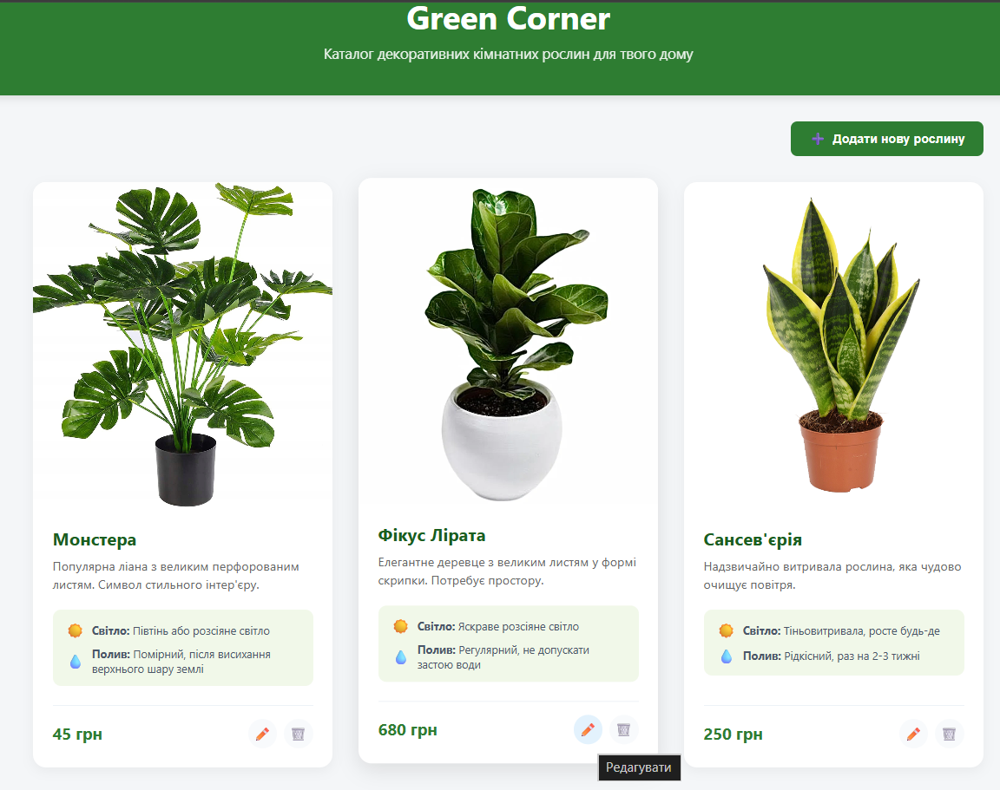 Green Corner
Каталог декоративних кімнатних рослин для твого дому
Додати нову рослину
Монстера
Популярна ліана з великим перфорованим
листям. Символ стильного інтер'єру.
Світло: Півтінь або розсіяне світло
Полив: Помірний, після висихання
верхнього шару землі
45 грн
Фікус Лірата
Елегантне деревце з великим листям у формі
скрипки. Потребує простору.
Світло: Яскраве розсіяне світло
Полив: Регулярний, не допускати
застою води
680 грн
Редагувати
Сансев'єрія
Надзвичайно витривала рослина, яка чудово
очищує повітря.
Світло: Тіньовитривала, росте будь-де
Полив: Рідкісний, раз на 2-3 тижні
250 грн